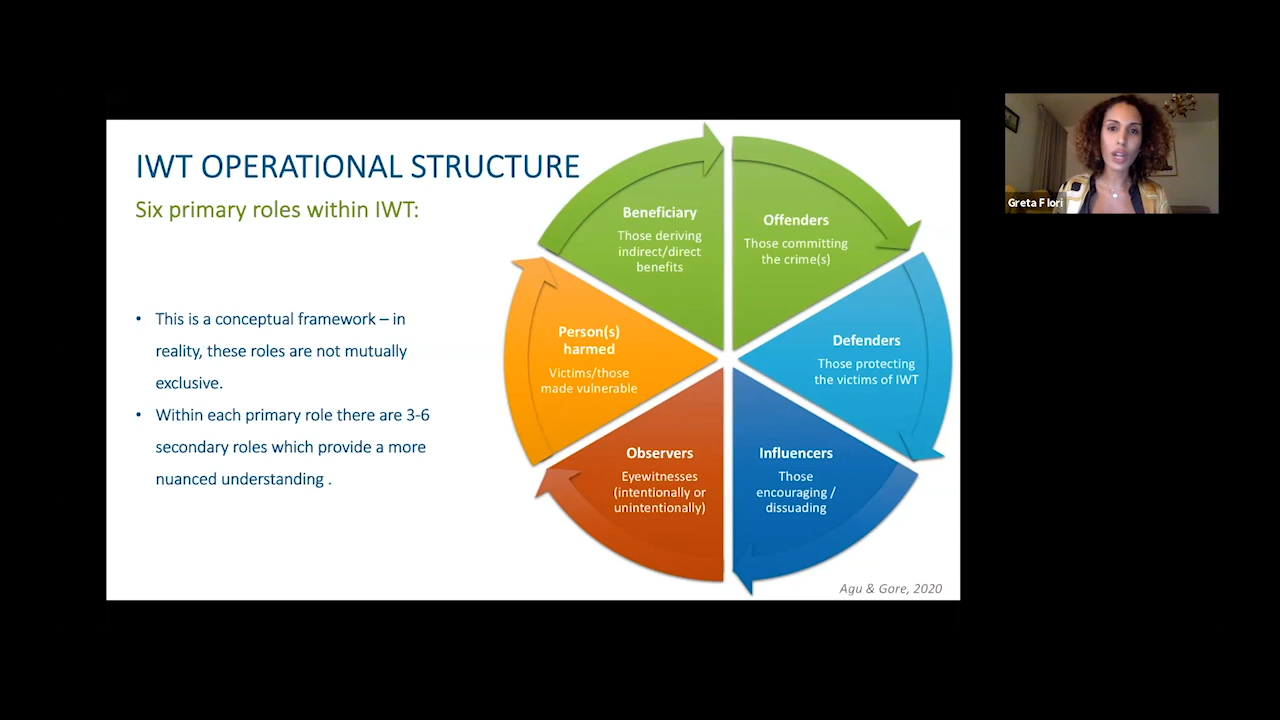 IWT OPERATIONAL STRUCTURE
Six primary roles within IWT:
• This is a conceptual framework – in
reality, these roles are not mutually
exclusive.
• Within each primary role there are 3-6
secondary roles which provide a more
nuanced understanding .
Beneficiary
Those deriving
indirect/direct
benefits
Offenders
Those committing
the crime(s)
Defenders
Those protecting
the victims of IWT
Influencers
Those
encouraging /
dissuading
Observers
Eyewitnesses
(intentionally or
unintentionally)
Person(s)
harmed
Victims/those
made vulnerable
Agu & Gore, 2020
Greta F Iori